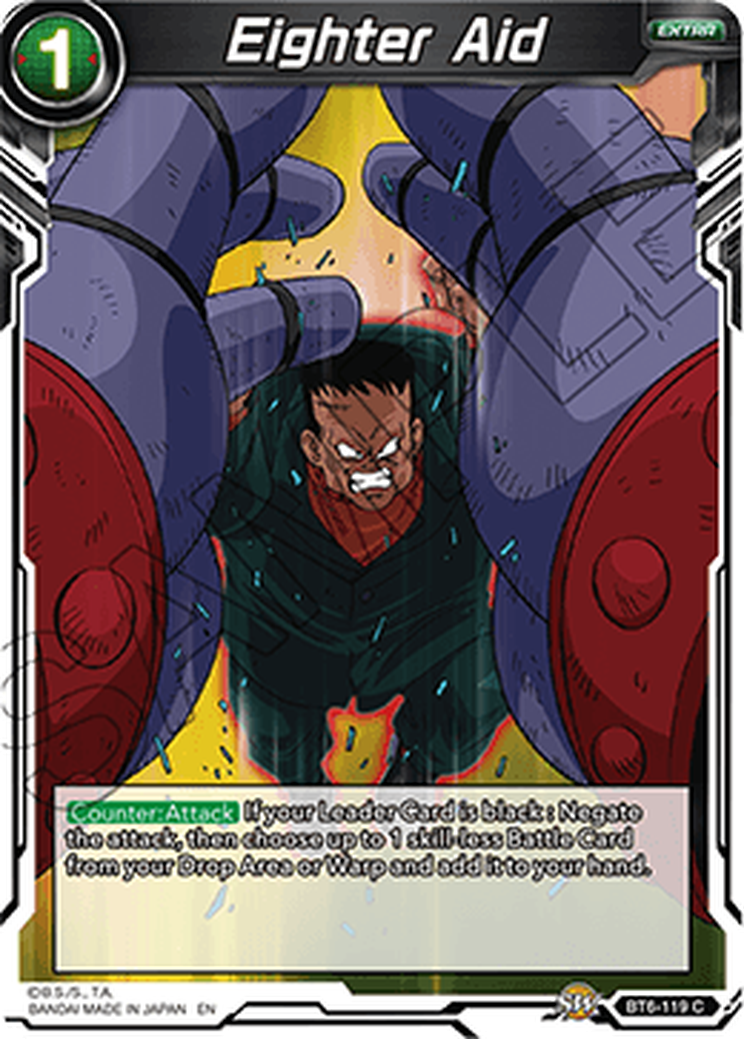 1
Eighter Aid
EXTRA
Counter: Attack If your Leader Card is black : Negate
the attack, then choose up to 1 skill-less Battle Card
from your Drop Area or Warp and add it to your hand.
©B.S./S., T.A.
BANDAI MADE IN JAPAN EN
BT6-119 C